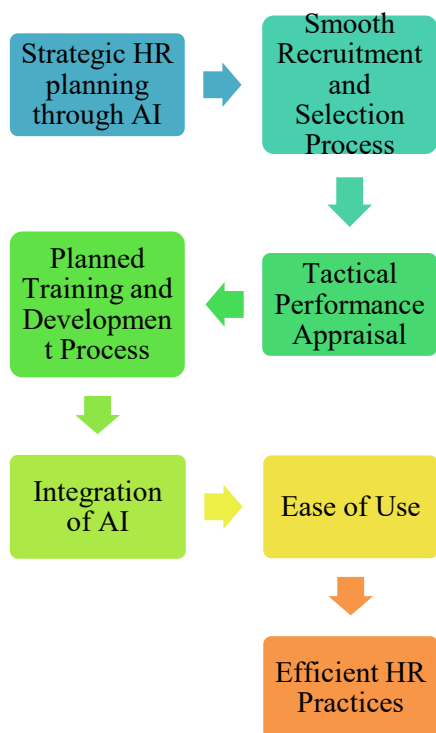 Strategic HR
planning
through AI
Smooth
Recruitment
and
Selection
Process
Tactical
Performance
Appraisal
Planned
Training and
Developmen
t Process
Integration
of AI
Ease of Use
Efficient HR
Practices